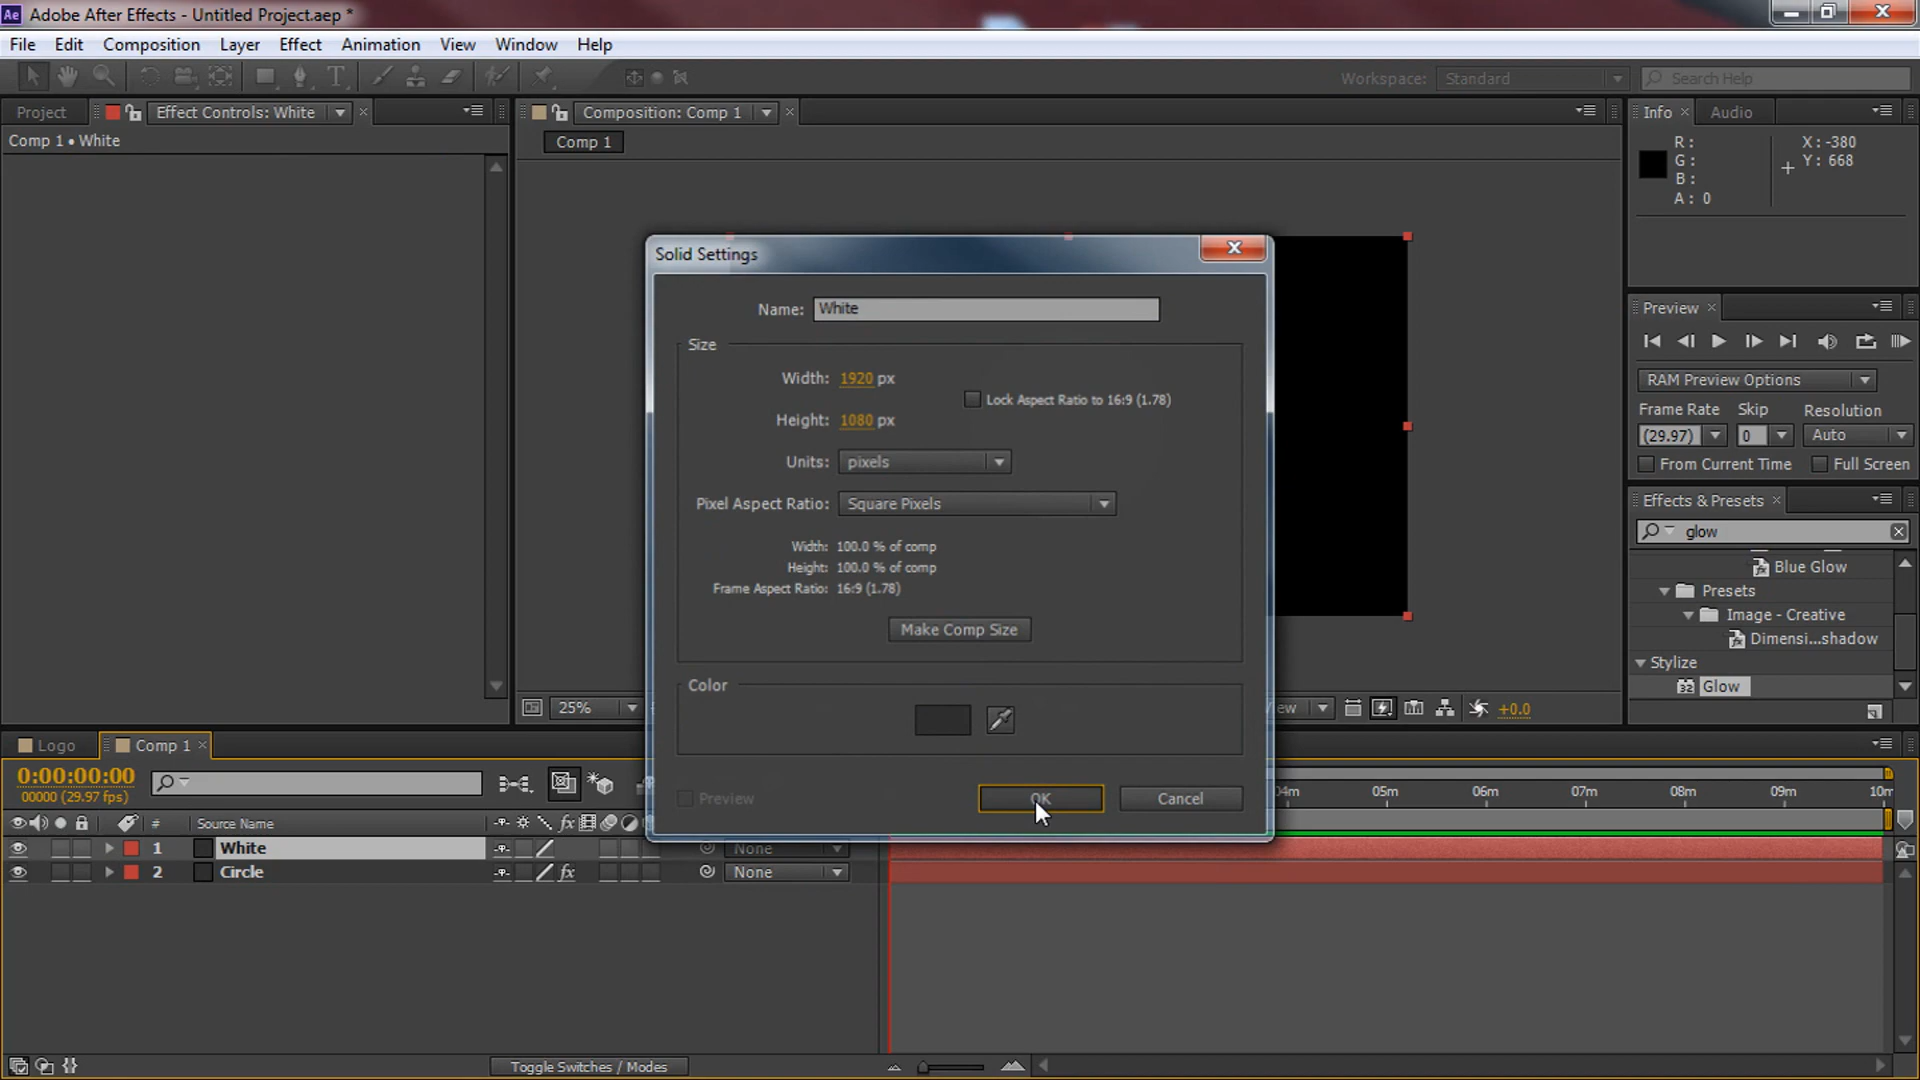 Adobe After Effects - Untitled Project.aep *
File Edit Composition Layer Effect Animation View Window Help
Workspace: Standard Search Help
Project Effect Controls: White Composition: Comp 1 Info Audio
Comp 1 • White
Comp 1
R: X: -380
G: Y: 668
B:
A: 0
Solid Settings
Name: White
Size
Width: 1920 px
Lock Aspect Ratio to 16:9 (1.78)
Height: 1080 px
Units: pixels
Pixel Aspect Ratio: Square Pixels
Width: 100.0 % of comp
Height: 100.0 % of comp
Frame Aspect Ratio: 16:9 (1.78)
Make Comp Size
Color
Preview OK Cancel
Preview
RAM Preview Options
Frame Rate Skip Resolution
(29.97) 0 Auto
From Current Time Full Screen
Effects & Presets
glow
Blue Glow
Presets
Image - Creative
Dimensi...shadow
Stylize
32 Glow
25% +0.0
Logo Comp 1
0:00:00:00
00000 (29.97 fps)
04m 05m 06m 07m 08m 09m 10m
# Source Name fx
1 White None
2 Circle fx None
Toggle Switches / Modes